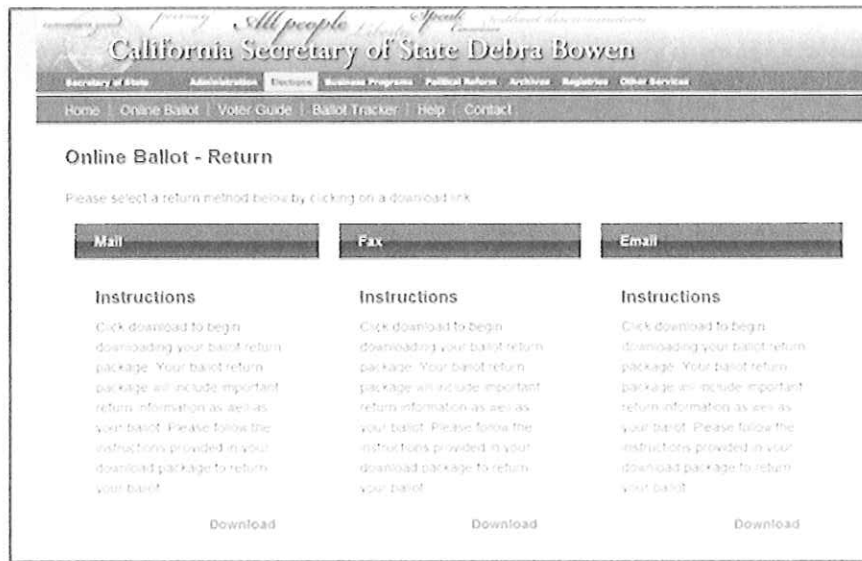 All people Speak
California Secretary of State Debra Bowen
Secretary of State Administration Elections Business Programs Political Reform Archives Registries Other Services
Home | Online Ballot | Voter Guide | Ballot Tracker | Help | Contact
Online Ballot - Return
Please select a return method below by clicking on a download link
Mail
Instructions
Click download to begin
downloading your ballot return
package. Your ballot return
package will include important
return information as well as
your ballot. Please follow the
instructions provided in your
download package to return
your ballot
Download
Fax
Instructions
Click download to begin
downloading your ballot return
package. Your ballot return
package will include important
return information as well as
your ballot. Please follow the
instructions provided in your
download package to return
your ballot
Download
Email
Instructions
Click download to begin
downloading your ballot return
package. Your ballot return
package will include important
return information as well as
your ballot. Please follow the
instructions provided in your
download package to return
your ballot
Download